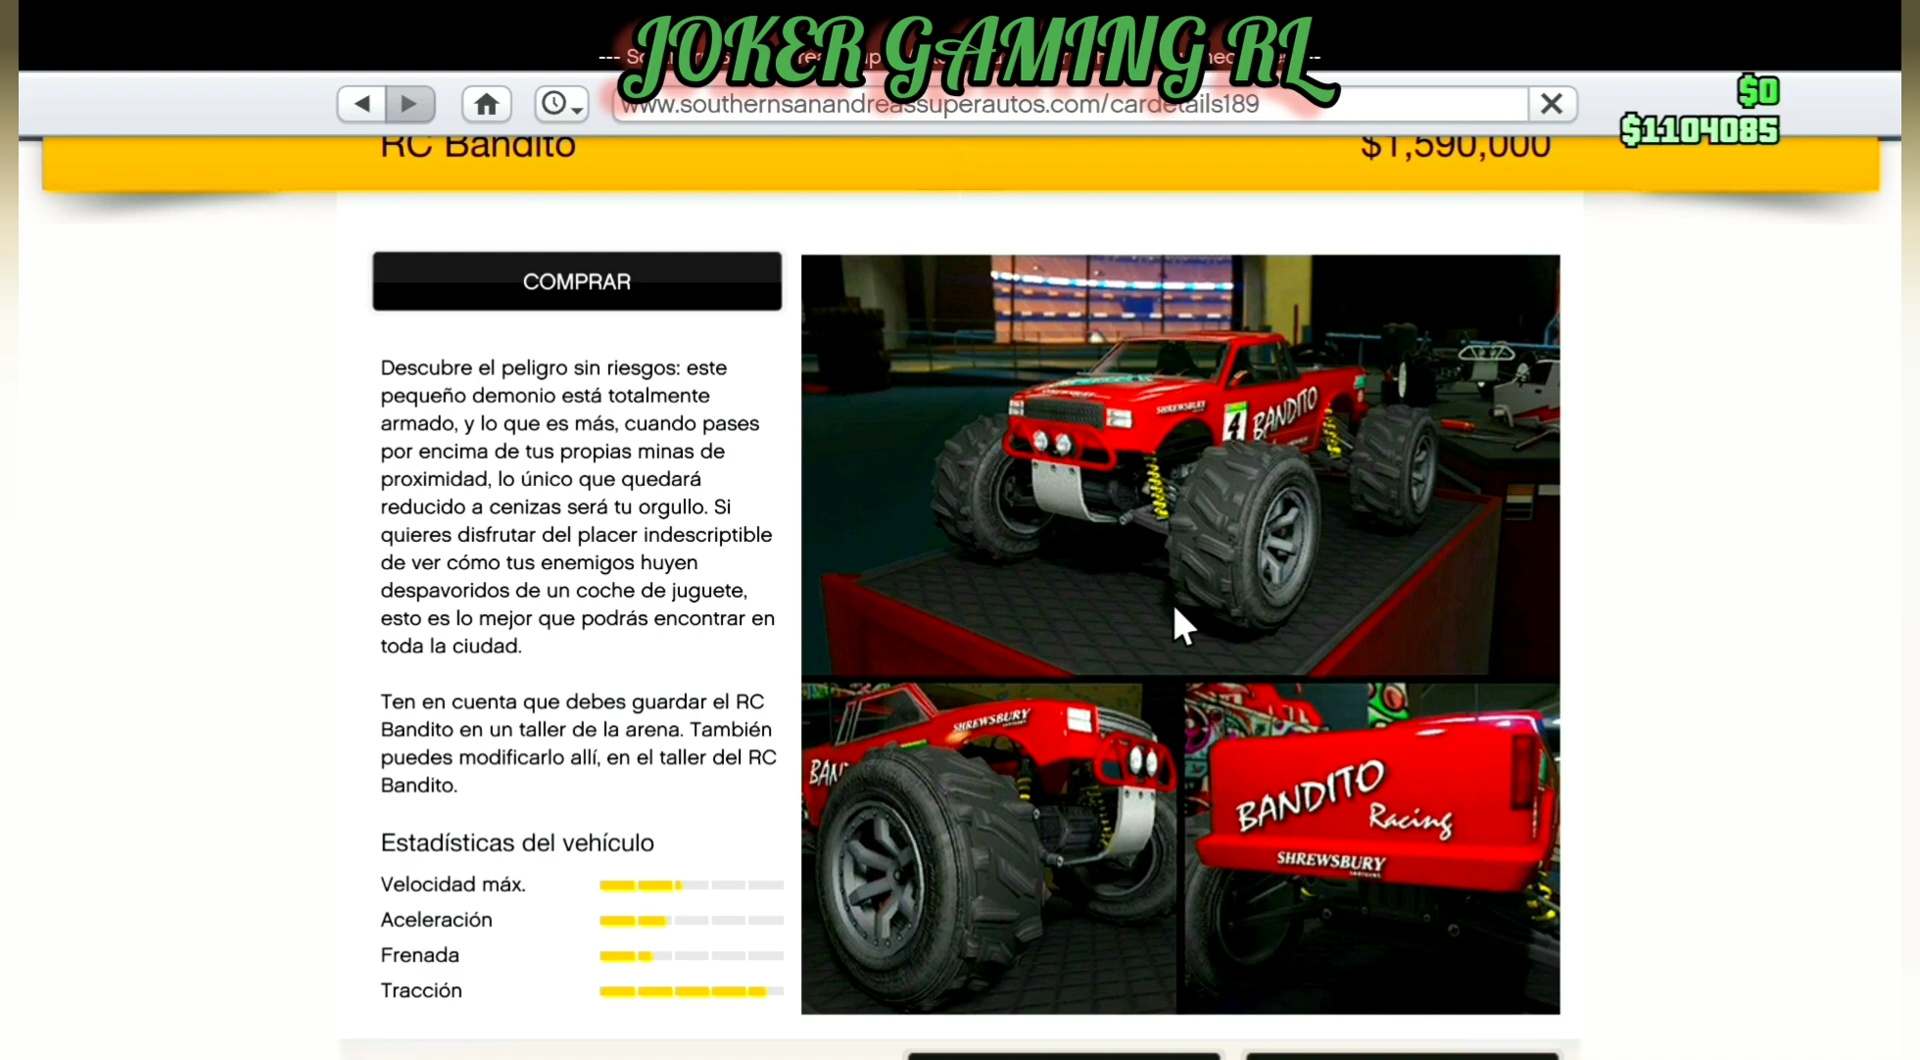 JOKER GAMING RL
www.southernsanandreassuperautos.com/cardetails189
$0
$1104085
RC Bandito
$1,590,000
COMPRAR
Descubre el peligro sin riesgos: este
pequeño demonio está totalmente
armado, y lo que es más, cuando pases
por encima de tus propias minas de
proximidad, lo único que quedará
reducido a cenizas será tu orgullo. Si
quieres disfrutar del placer indescriptible
de ver cómo tus enemigos huyen
despavoridos de un coche de juguete,
esto es lo mejor que podrás encontrar en
toda la ciudad.
Ten en cuenta que debes guardar el RC
Bandito en un taller de la arena. También
puedes modificarlo allí, en el taller del RC
Bandito.
Estadísticas del vehículo
Velocidad máx.
Aceleración
Frenada
Tracción
SHREWSBURY
4
BANDITO
SHREWSBURY
BANDITO
Racing
SHREWSBURY